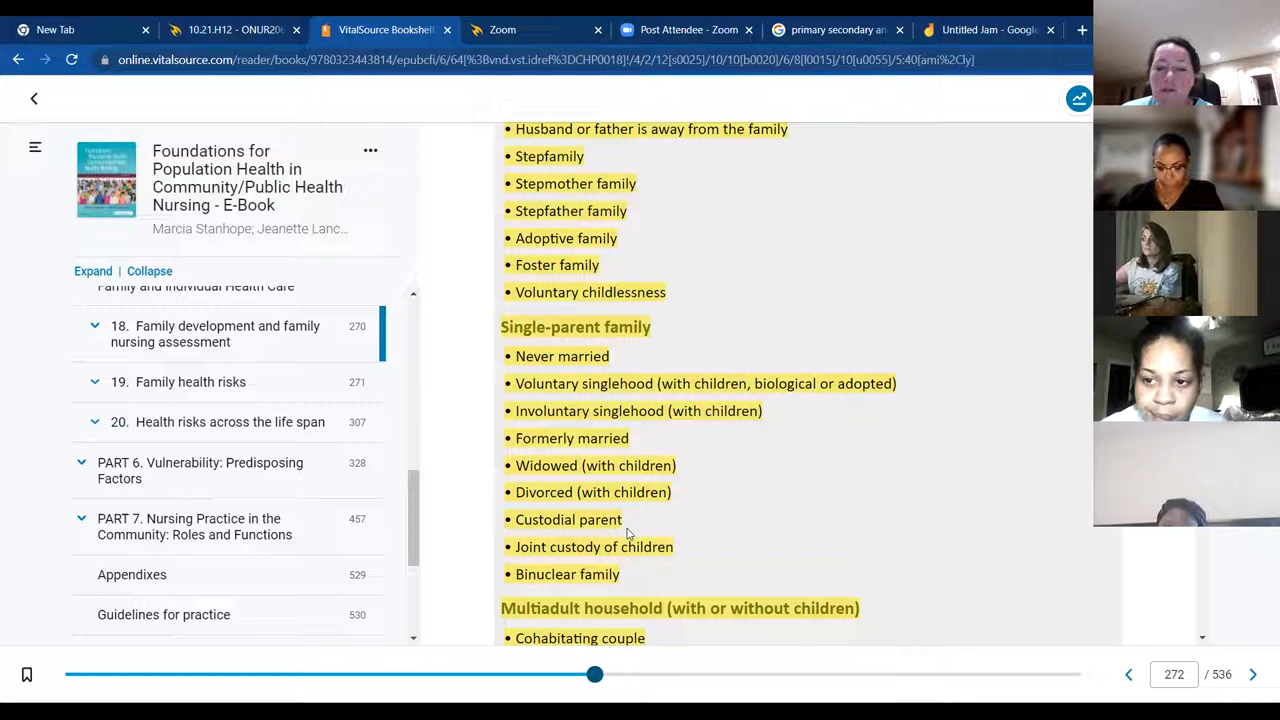 New Tab
10.21.H12 - ONUR206
VitalSource Bookshelf
Zoom
Post Attendee - Zoom
primary secondary an
Untitled Jam - Google
online.vitalsource.com/reader/books/9780323443814/epubcfi/6/64[%3Bvnd.vst.idref%3DCHP0018]!/4/2/12[s0025]/10/10[b0020]/6/8[l0015]/10[u0055]/5:40[ami%2Cly]
Foundations for
Population Health in
Community/Public Health
Nursing - E-Book
Marcia Stanhope; Jeanette Lanc...
Expand | Collapse
Family and Individual Health Care
18. Family development and family 270
nursing assessment
19. Family health risks 271
20. Health risks across the life span 307
PART 6. Vulnerability: Predisposing 328
Factors
PART 7. Nursing Practice in the 457
Community: Roles and Functions
Appendixes 529
Guidelines for practice 530
• Husband or father is away from the family
• Stepfamily
• Stepmother family
• Stepfather family
• Adoptive family
• Foster family
• Voluntary childlessness
Single-parent family
• Never married
• Voluntary singlehood (with children, biological or adopted)
• Involuntary singlehood (with children)
• Formerly married
• Widowed (with children)
• Divorced (with children)
• Custodial parent
• Joint custody of children
• Binuclear family
Multiadult household (with or without children)
• Cohabitating couple
272 / 536